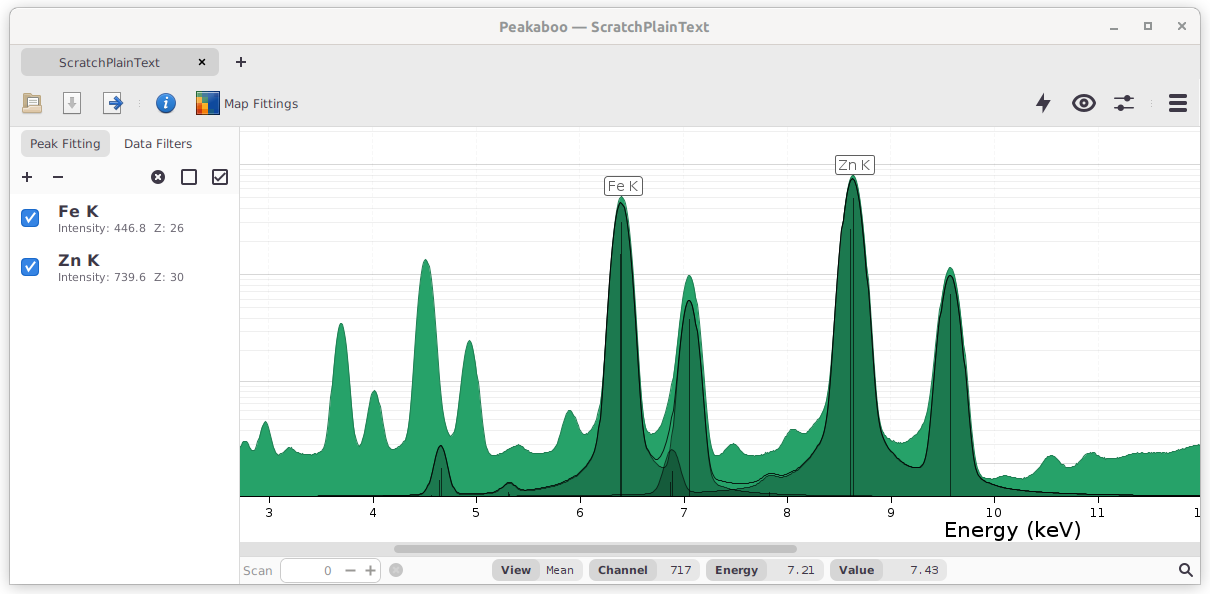 Peakaboo — ScratchPlainText
ScratchPlainText
Map Fittings
Peak Fitting Data Filters
Fe K
Intensity: 446.8 Z: 26
Zn K
Intensity: 739.6 Z: 30
Zn K
Fe K
3 4 5 6 7 8 9 10 11 1
Energy (keV)
Scan 0 View Mean Channel 717 Energy 7.21 Value 7.43